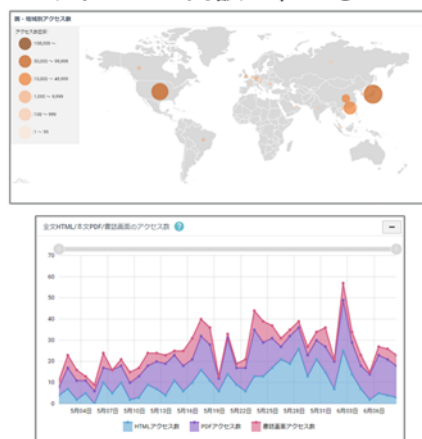 国・地域別アクセス数
アクセス数
100,000 ～
50,000 ～ 99,999
10,000 ～ 49,999
1,000 ～ 9,999
100 ～ 999
1 ～ 99
全文HTML/本文PDF/書誌画面のアクセス数
70
60
50
40
30
20
10
0
5月04日 5月07日 5月10日 5月13日 5月16日 5月19日 5月22日 5月25日 5月28日 5月31日 6月03日 6月06日
HTMLアクセス数 PDFアクセス数 書誌画面アクセス数